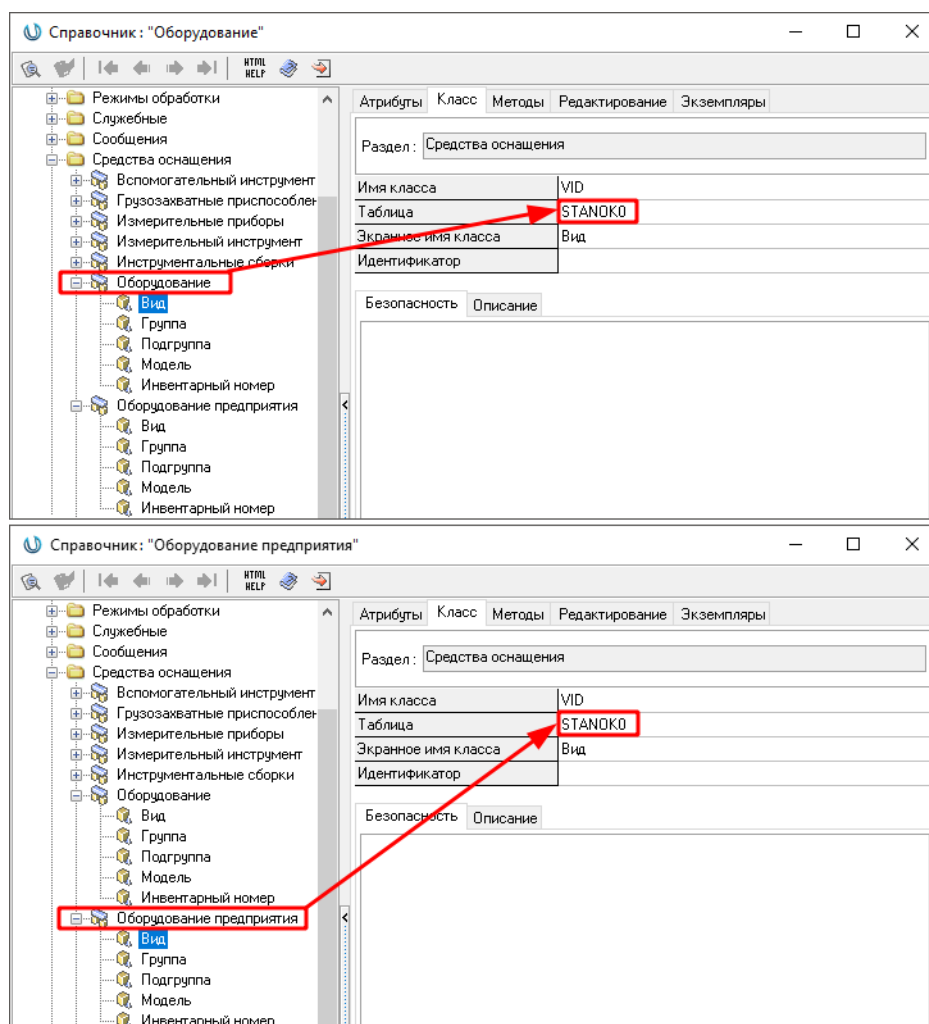 Справочник : "Оборудование"
HTML
HELP
Режимы обработки
Служебные
Сообщения
Средства оснащения
Вспомогательный инструмент
Грузозахватные приспособлен
Измерительные приборы
Измерительный инструмент
Инструментальные сборки
Оборудование
Вид
Группа
Подгруппа
Модель
Инвентарный номер
Оборудование предприятия
Вид
Группа
Подгруппа
Модель
Инвентарный номер
Атрибуты Класс Методы Редактирование Экземпляры
Раздел : Средства оснащения
Имя класса VID
Таблица STANOK0
Экранное имя класса Вид
Идентификатор
Безопасность Описание
Справочник : "Оборудование предприятия"
HTML
HELP
Режимы обработки
Служебные
Сообщения
Средства оснащения
Вспомогательный инструмент
Грузозахватные приспособлен
Измерительные приборы
Измерительный инструмент
Инструментальные сборки
Оборудование
Вид
Группа
Подгруппа
Модель
Инвентарный номер
Оборудование предприятия
Вид
Группа
Подгруппа
Модель
Инвентарный номер
Атрибуты Класс Методы Редактирование Экземпляры
Раздел : Средства оснащения
Имя класса VID
Таблица STANOK0
Экранное имя класса Вид
Идентификатор
Безопасность Описание